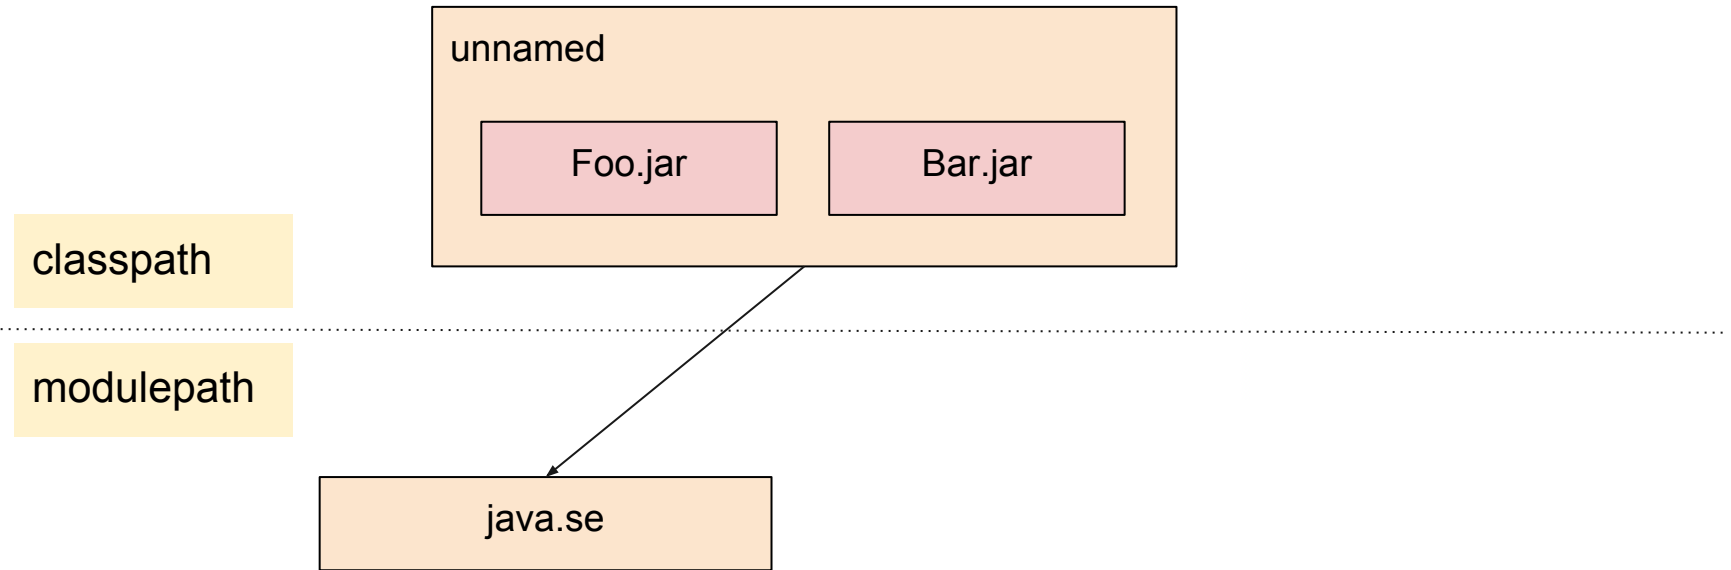 unnamed
Foo.jar
Bar.jar
classpath
modulepath
java.se